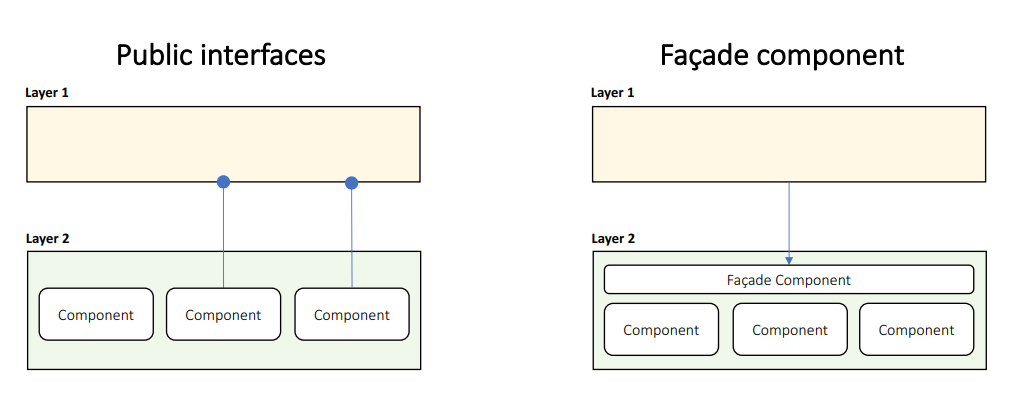 Public interfaces
Layer 1
Layer 2
Component
Component
Component
Façade component
Layer 1
Layer 2
Façade Component
Component
Component
Component